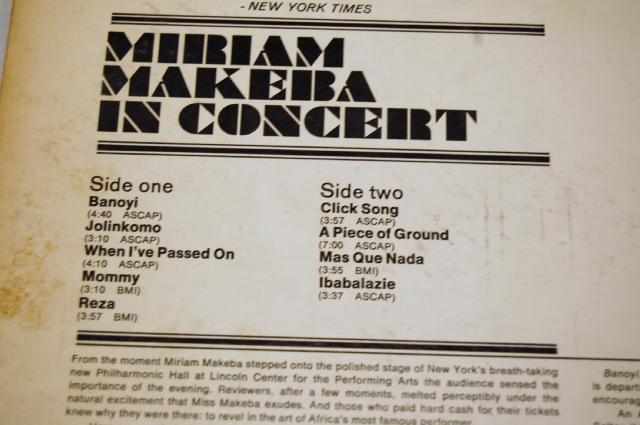 - NEW YORK TIMES
MIRIAM
MAKEBA
IN CONCERT
Side one
Banoyi
(4:40 ASCAP)
Jolinkomo
(3:10 ASCAP)
When I've Passed On
(4:10 ASCAP)
Mommy
(3:10 BMI)
Reza
(3:57 BMI)
Side two
Click Song
(3:57 ASCAP)
A Piece of Ground
(7:00 ASCAP)
Mas Que Nada
(3:55 BMI)
Ibabalazie
(3:37 ASCAP)
From the moment Miriam Makeba stepped onto the polished stage of New York's breath-taking
new Philharmonic Hall at Lincoln Center for the Performing Arts the audience sensed the
importance of the evening. Reviewers, after a few moments, melted perceptibly under the
natural excitement that Miss Makeba exudes. And those who paid hard cash for their tickets
knew why they were there: to revel in the art of Africa's most famous performer.
Banoyi,
is depart
encourag
An A